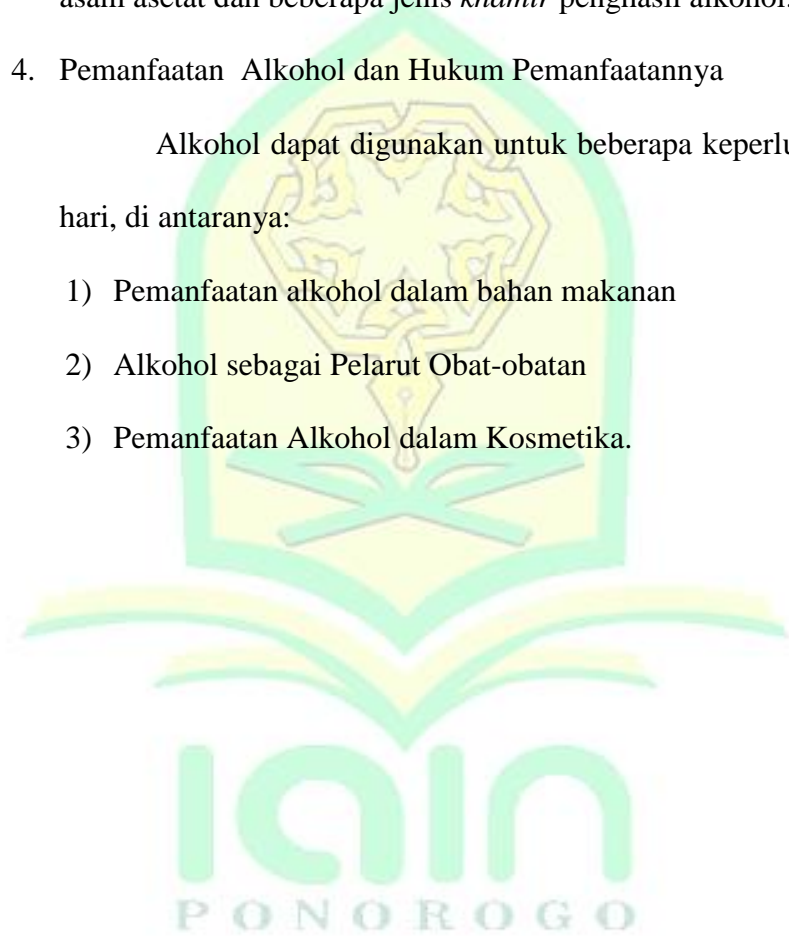 asam asetat dan beberapa jenis khamir penghasil alkohol.
4. Pemanfaatan Alkohol dan Hukum Pemanfaatannya
Alkohol dapat digunakan untuk beberapa
hari, di antaranya:
1) Pemanfaatan alkohol dalam bahan makanan
2) Alkohol sebagai Pelarut Obat-obatan
3) Pemanfaatan Alkohol dalam Kosmetika.
iain
PONOROGO